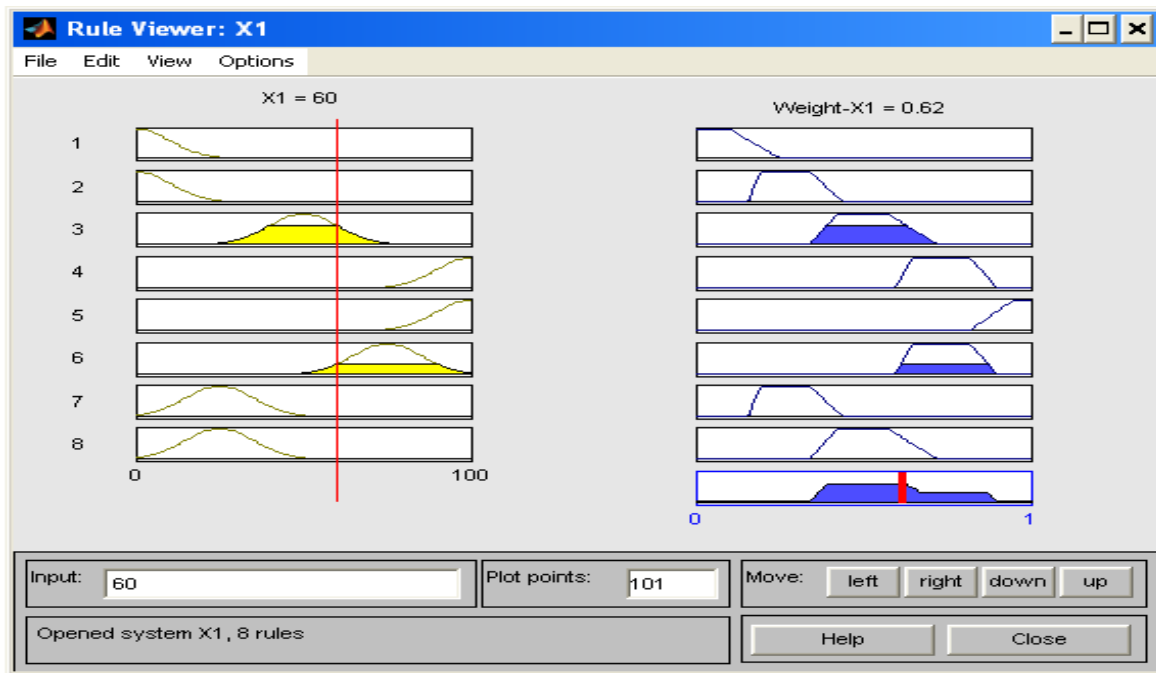 Rule Viewer: X1
File Edit View Options
X1 = 60
Weight-X1 = 0.62
1
2
3
4
5
6
7
8
0 100
0 1
Input: 60
Plot points: 101
Move: left right down up
Opened system X1, 8 rules
Help Close